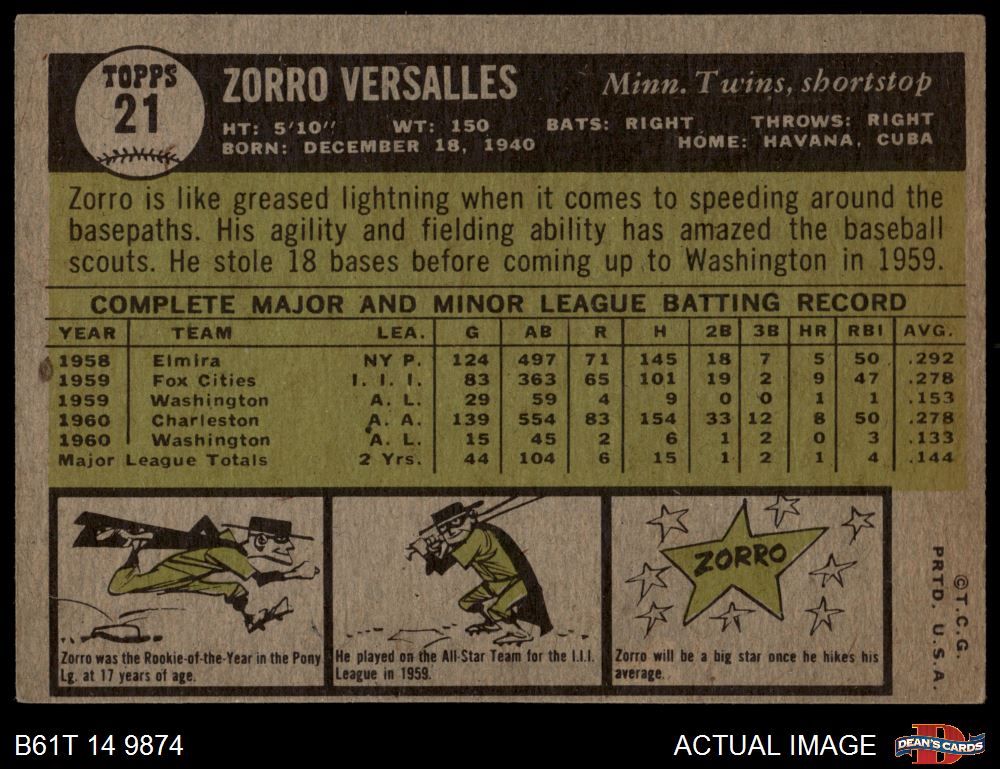 TOPPS
21
ZORRO VERSALLES
Minn. Twins, shortstop
HT: 5'10" WT: 150 BATS: RIGHT THROWS: RIGHT
BORN: DECEMBER 18, 1940 HOME: HAVANA, CUBA
Zorro is like greased lightning when it comes to speeding around the
basepaths. His agility and fielding ability has amazed the baseball
scouts. He stole 18 bases before coming up to Washington in 1959.
COMPLETE MAJOR AND MINOR LEAGUE BATTING RECORD
YEAR TEAM LEA. G AB R H 2B 3B HR RBI AVG.
1958 Elmira NY P. 124 497 71 145 18 7 5 50 .292
1959 Fox Cities I. I. I. 83 363 65 101 19 2 9 47 .278
1959 Washington A. L. 29 59 4 9 0 0 1 1 .153
1960 Charleston A. A. 139 554 83 154 33 12 8 50 .278
1960 Washington A. L. 15 45 2 6 1 2 0 3 .133
Major League Totals 2 Yrs. 44 104 6 15 1 2 1 4 .144
Zorro was the Rookie-of-the-Year in the Pony
Lg. at 17 years of age.
He played on the All-Star Team for the I.I.I.
League in 1959.
ZORRO
Zorro will be a big star once he hikes his
average.
©T.C.G.
PRTD. U.S.A.
B61T 14 9874
ACTUAL IMAGE
D
DEAN'S CARDS